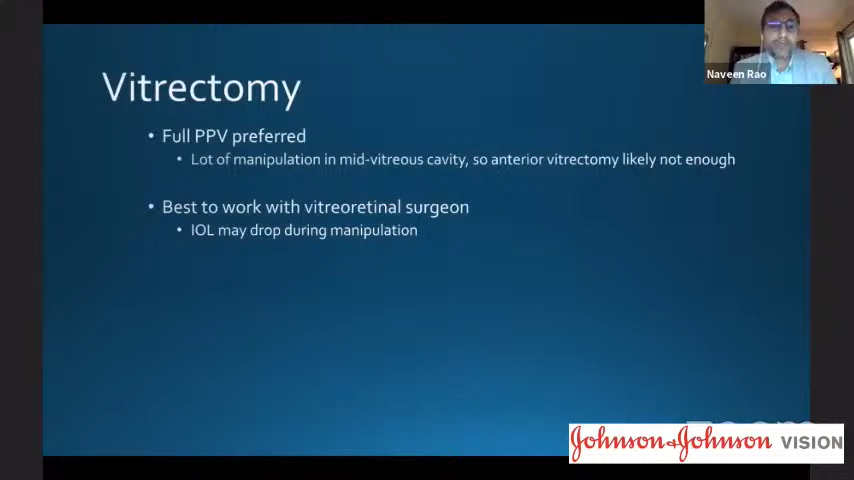 Naveen Rao
Vitrectomy
• Full PPV preferred
• Lot of manipulation in mid-vitreous cavity, so anterior vitrectomy likely not enough
• Best to work with vitreoretinal surgeon
• IOL may drop during manipulation
zoom
Johnson & Johnson VISION